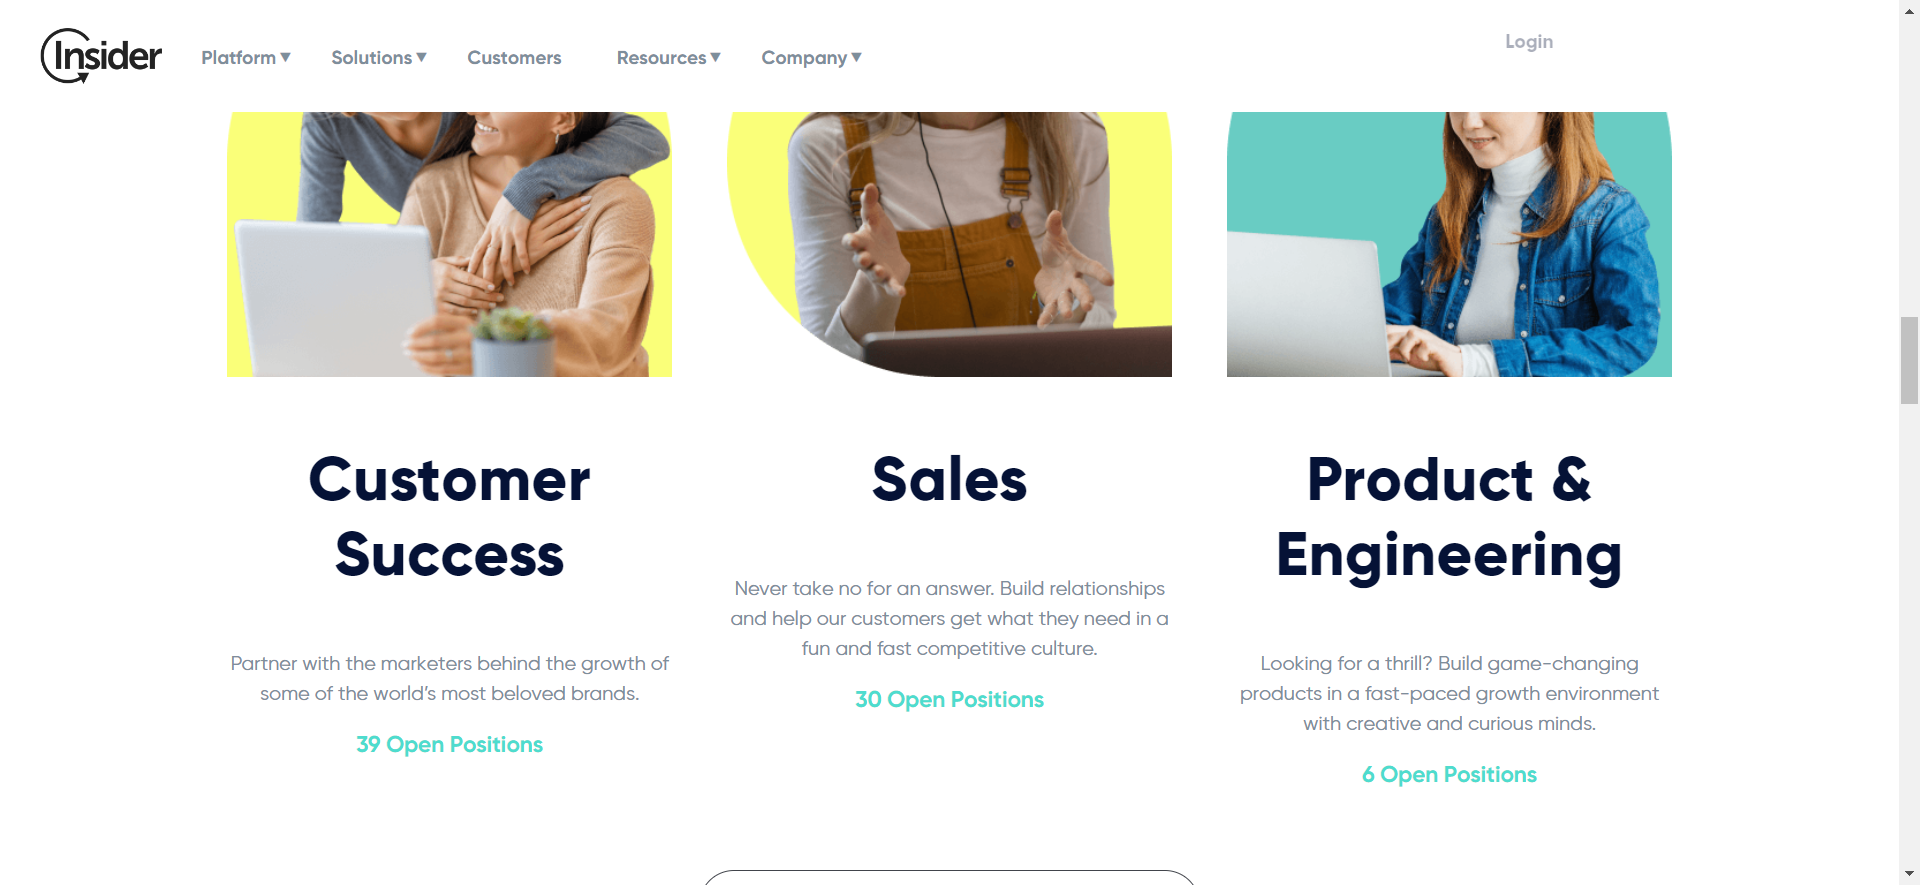 Insider
Platform ▼
Solutions ▼
Customers
Resources ▼
Company ▼
Login
Customer
Success
Partner with the marketers behind the growth of
some of the world’s most beloved brands.
39 Open Positions
Sales
Never take no for an answer. Build relationships
and help our customers get what they need in a
fun and fast competitive culture.
30 Open Positions
Product &
Engineering
Looking for a thrill? Build game-changing
products in a fast-paced growth environment
with creative and curious minds.
6 Open Positions